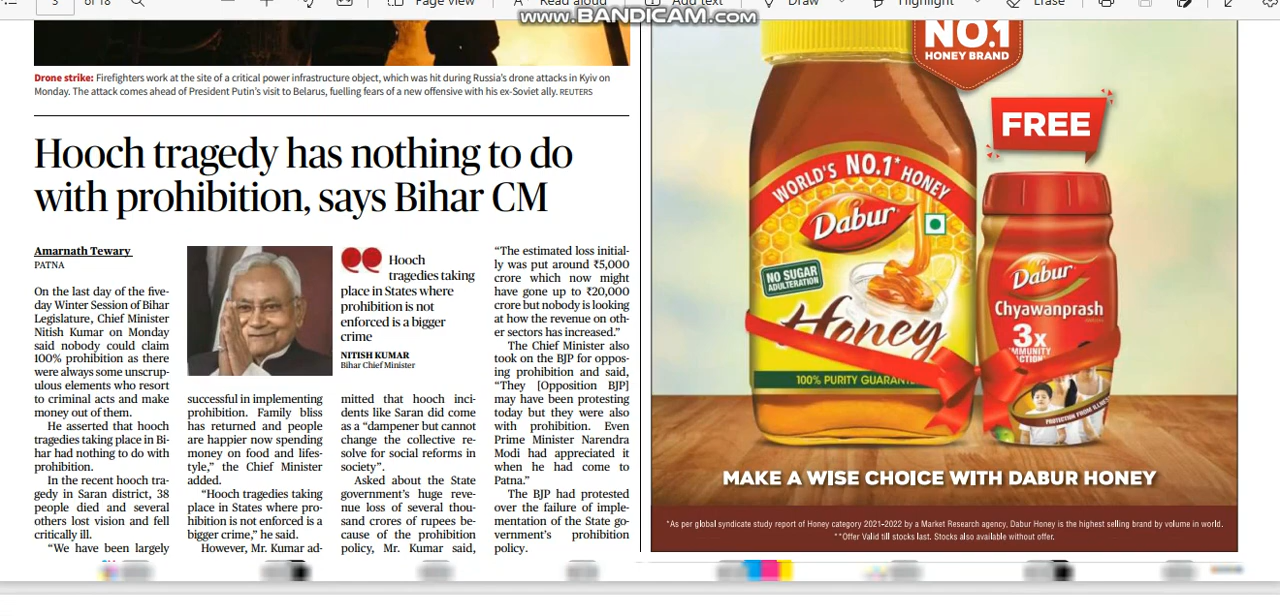 3
of 18
Page view
Read aloud
Add text
Draw
Highlight
Erase
www.BANDICAM.com
Drone strike: Firefighters work at the site of a critical power infrastructure object, which was hit during Russia's drone attacks in Kyiv on
Monday. The attack comes ahead of President Putin's visit to Belarus, fuelling fears of a new offensive with his ex-Soviet ally. REUTERS
Hooch tragedy has nothing to do
with prohibition, says Bihar CM
Amarnath Tewary
PATNA
On the last day of the five-
day Winter Session of Bihar
Legislature, Chief Minister
Nitish Kumar on Monday
said nobody could claim
100% prohibition as there
were always some unscrup-
ulous elements who resort
to criminal acts and make
money out of them.
He asserted that hooch
tragedies taking place in Bi-
har had nothing to do with
prohibition.
In the recent hooch tra-
gedy in Saran district, 38
people died and several
others lost vision and fell
critically ill.
“We have been largely
successful in implementing
prohibition. Family bliss
has returned and people
are happier now spending
money on food and lifes-
tyle,” the Chief Minister
added.
“Hooch tragedies taking
place in States where pro-
hibition is not enforced is a
bigger crime,” he said.
However, Mr. Kumar ad-
Hooch
tragedies taking
place in States where
prohibition is not
enforced is a bigger
crime
NITISH KUMAR
Bihar Chief Minister
mitted that hooch inci-
dents like Saran did come
as a “dampener but cannot
change the collective re-
solve for social reforms in
society”.
Asked about the State
government's huge reve-
nue loss of several thou-
sand crores of rupees be-
cause of the prohibition
policy, Mr. Kumar said,
“The estimated loss initial-
ly was put around ₹5,000
crore which now might
have gone up to ₹20,000
crore but nobody is looking
at how the revenue on oth-
er sectors has increased.”
The Chief Minister also
took on the BJP for oppos-
ing prohibition and said,
“They [Opposition BJP]
may have been protesting
today but they were also
with prohibition. Even
Prime Minister Narendra
Modi had appreciated it
when he had come to
Patna.”
The BJP had protested
over the failure of imple-
mentation of the State go-
vernment's prohibition
policy.
NO.1
HONEY BRAND
FREE
WORLD'S NO.1* HONEY
Dabur
NO SUGAR
ADULTERATION
Honey
100% PURITY GUARAN
Dabur
Chyawanprash
3x
MMUNITY
CTION
PROTECTION FROM ILLNES
MAKE A WISE CHOICE WITH DABUR HONEY
*As per global syndicate study report of Honey category 2021-2022 by a Market Research agency, Dabur Honey is the highest selling brand by volume in world.
**Offer Valid till stocks last. Stocks also available without offer.